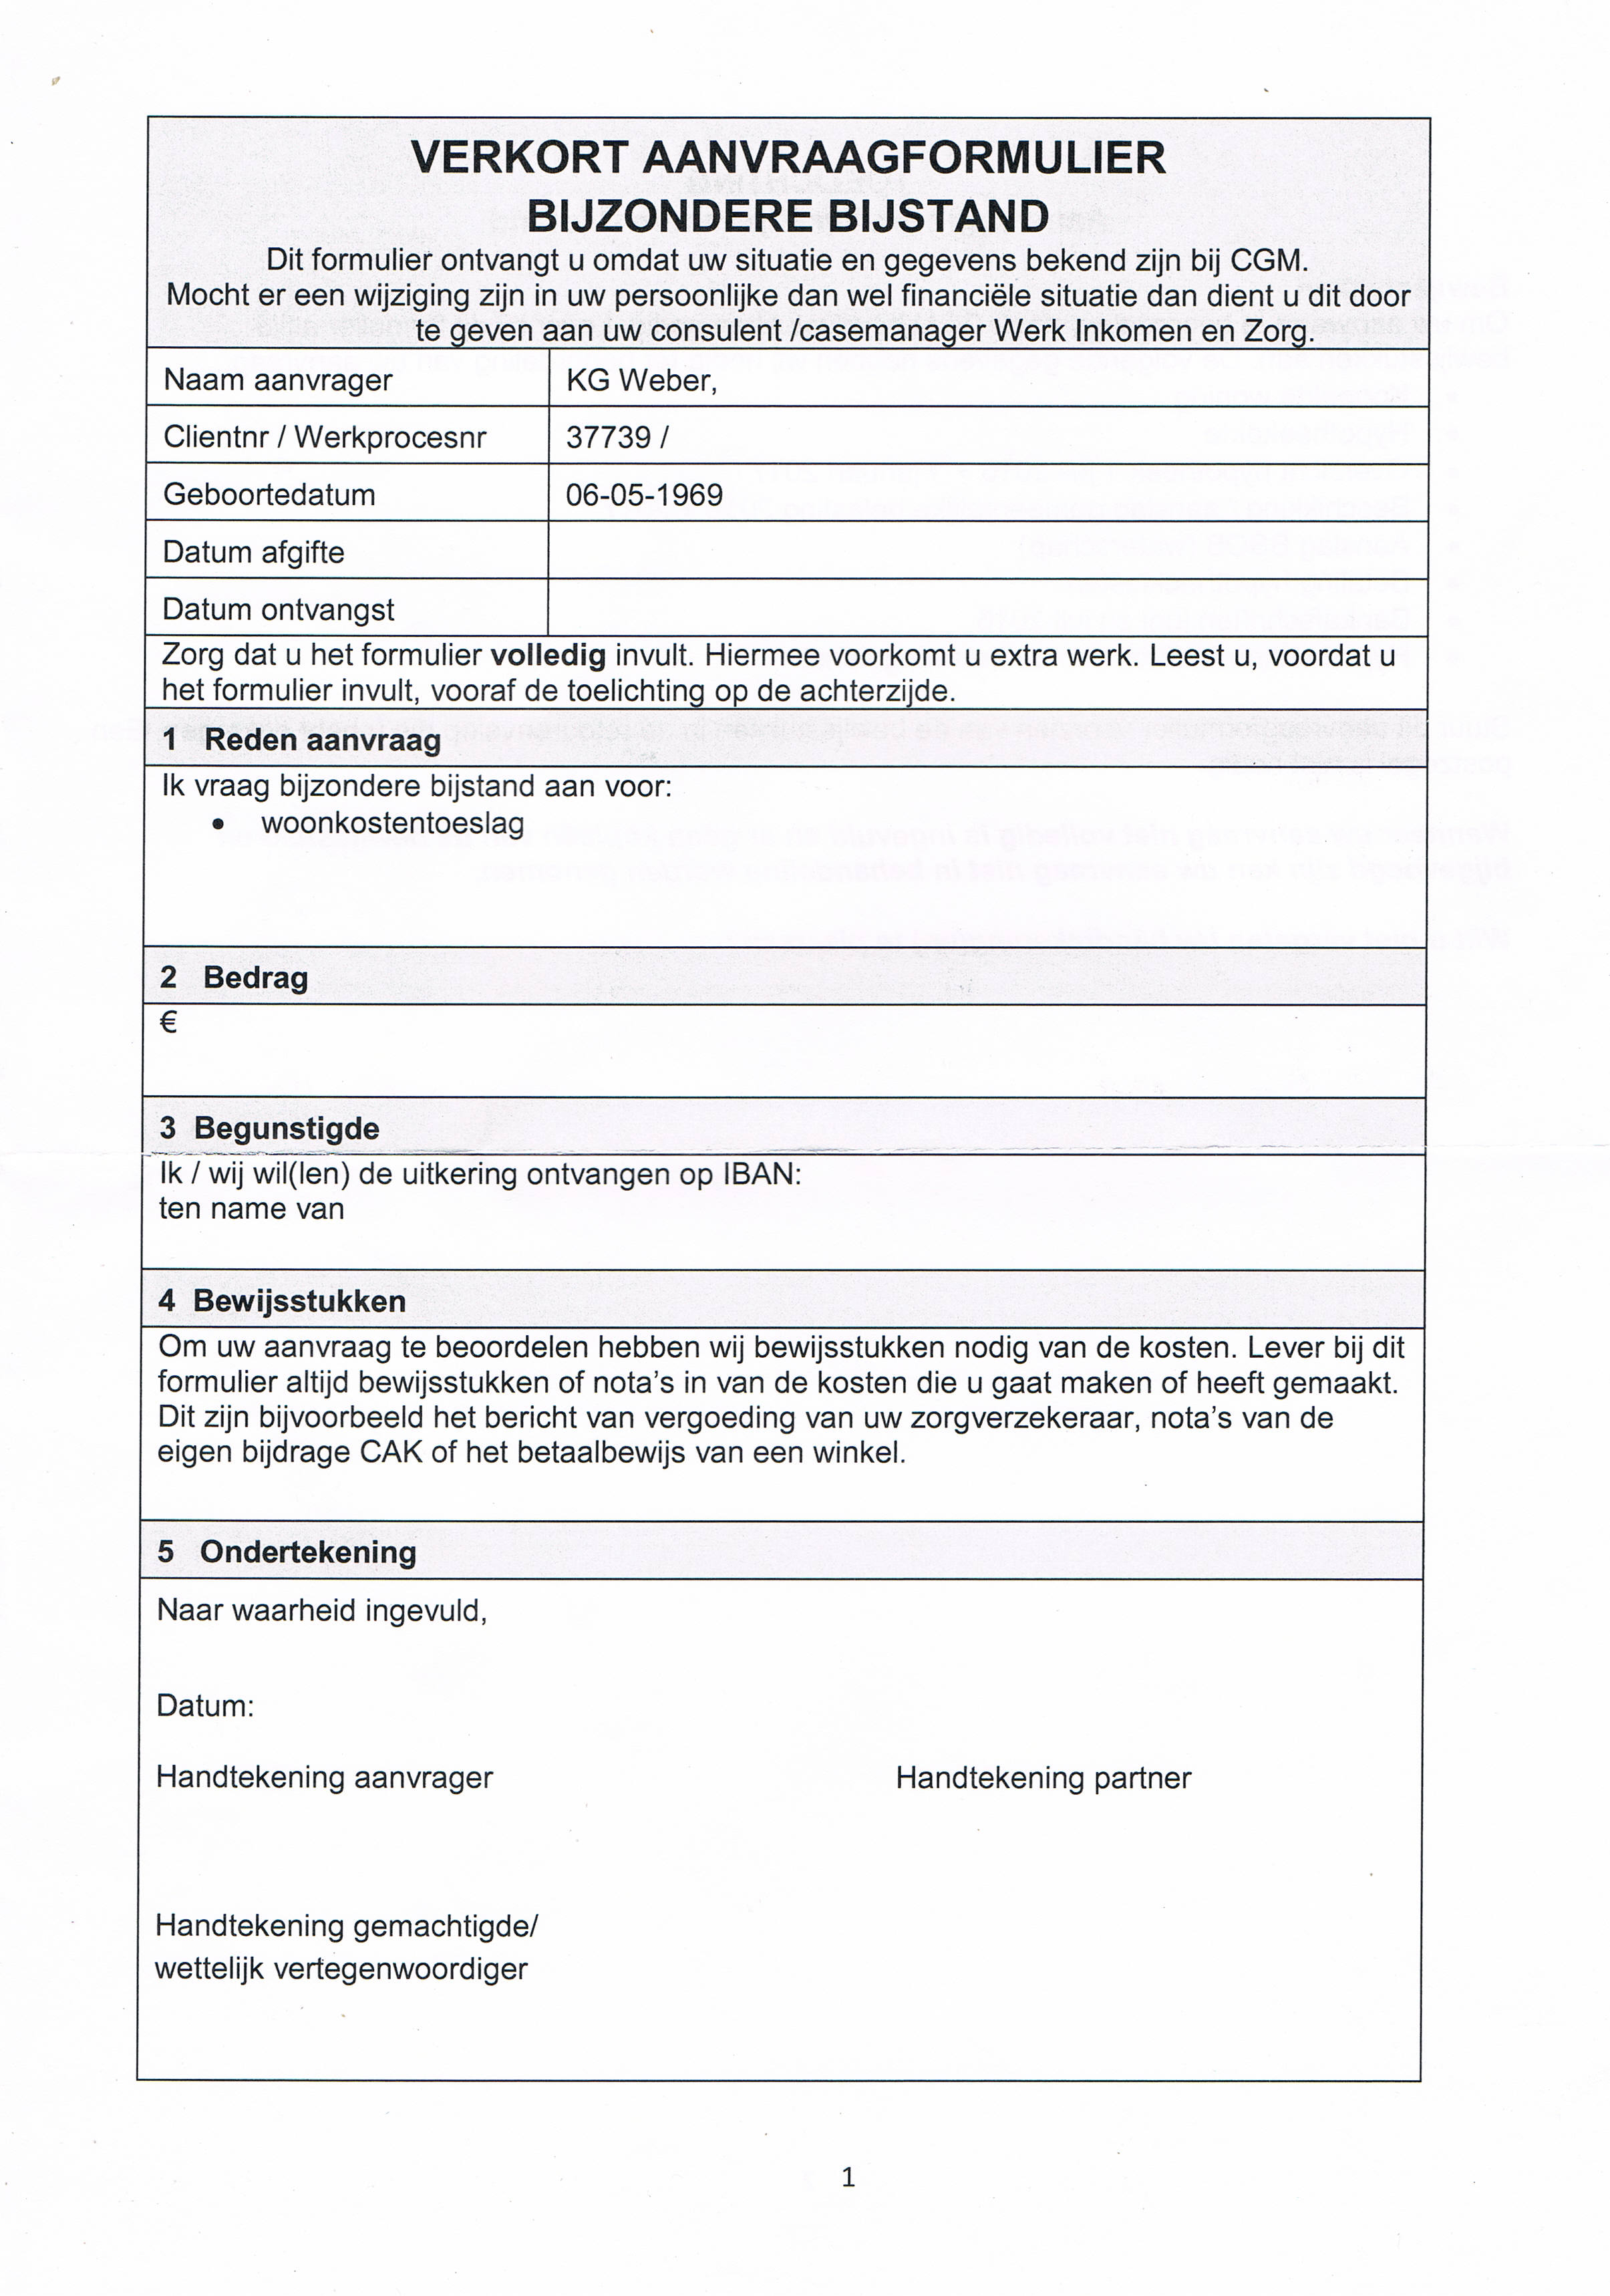 VERKORT AANVRAAGFORMULIER
BIJZONDERE BIJSTAND
Dit formulier ontvangt u omdat uw situatie en gegevens bekend zijn bij CGM.
Mocht er een wijziging zijn in uw persoonlijke dan wel financiële situatie dan dient u dit door
te geven aan uw consulent /casemanager Werk Inkomen en Zorg.
Naam aanvrager KG Weber,
Clientnr / Werkprocesnr 37739 /
Geboortedatum 06-05-1969
Datum afgifte
Datum ontvangst
Zorg dat u het formulier volledig invult. Hiermee voorkomt u extra werk. Leest u, voordat u
het formulier invult, vooraf de toelichting op de achterzijde.
1 Reden aanvraag
Ik vraag bijzondere bijstand aan voor:
• woonkostentoeslag
2 Bedrag
€
3 Begunstigde
Ik / wij wil(len) de uitkering ontvangen op IBAN:
ten name van
4 Bewijsstukken
Om uw aanvraag te beoordelen hebben wij bewijsstukken nodig van de kosten. Lever bij dit
formulier altijd bewijsstukken of nota's in van de kosten die u gaat maken of heeft gemaakt.
Dit zijn bijvoorbeeld het bericht van vergoeding van uw zorgverzekeraar, nota's van de
eigen bijdrage CAK of het betaalbewijs van een winkel.
5 Ondertekening
Naar waarheid ingevuld,
Datum:
Handtekening aanvrager Handtekening partner
Handtekening gemachtigde/
wettelijk vertegenwoordiger
1